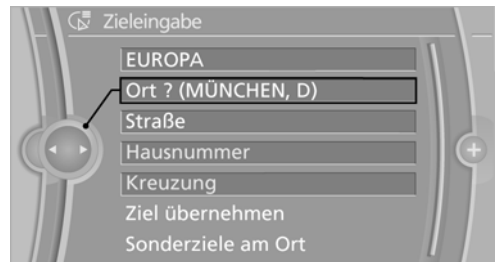 Zieleingabe
EUROPA
Ort ? (MÜNCHEN, D)
Straße
Hausnummer
Kreuzung
Ziel übernehmen
Sonderziele am Ort